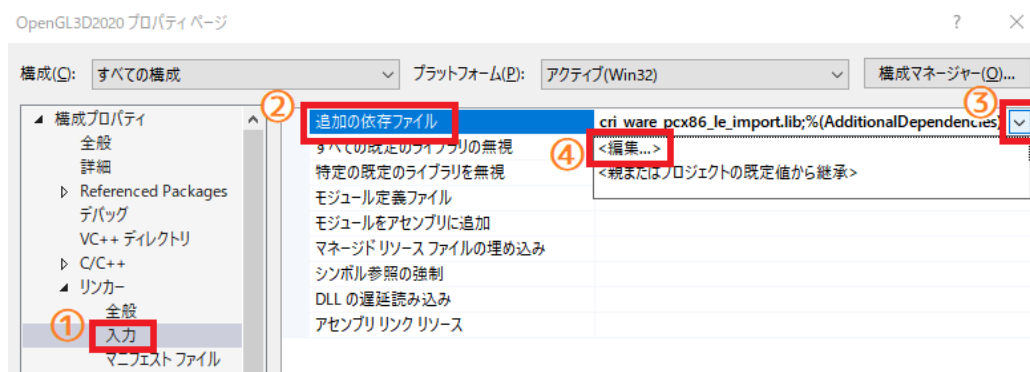 OpenGL3D2020 プロパティ ページ
? ×
構成(C): すべての構成 プラットフォーム(P): アクティブ(Win32) 構成マネージャー(O)...
構成プロパティ
全般
詳細
Referenced Packages
デバッグ
VC++ ディレクトリ
C/C++
リンカー
全般
① 入力
マニフェスト ファイル
② 追加の依存ファイル cri_ware_pcx86_le_import.lib;%(AdditionalDependencies) ③
すべての既定のライブラリの無視 ④ <編集...>
特定の既定のライブラリを無視 <親またはプロジェクトの既定値から継承>
モジュール定義ファイル
モジュールをアセンブリに追加
マネージド リソース ファイルの埋め込み
シンボル参照の強制
DLL の遅延読み込み
アセンブリ リンク リソース